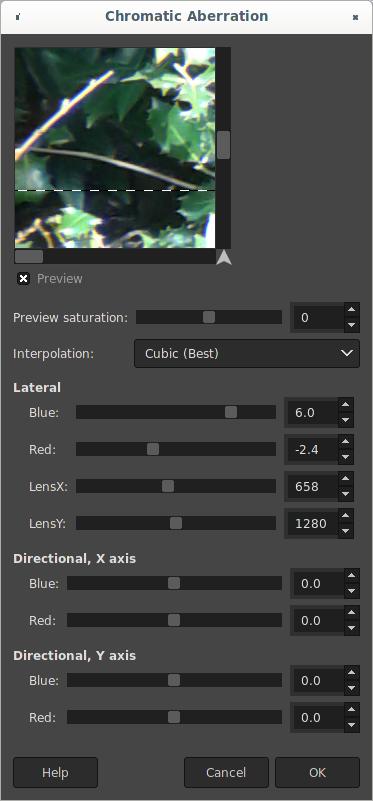 Chromatic Aberration
Preview
Preview saturation: 0
Interpolation: Cubic (Best)
Lateral
Blue: 6.0
Red: -2.4
LensX: 658
LensY: 1280
Directional, X axis
Blue: 0.0
Red: 0.0
Directional, Y axis
Blue: 0.0
Red: 0.0
Help Cancel OK